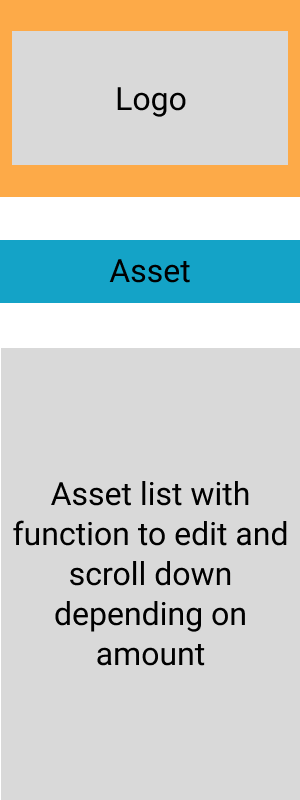 Logo
Asset
Asset list with
function to edit and
scroll down
depending on
amount